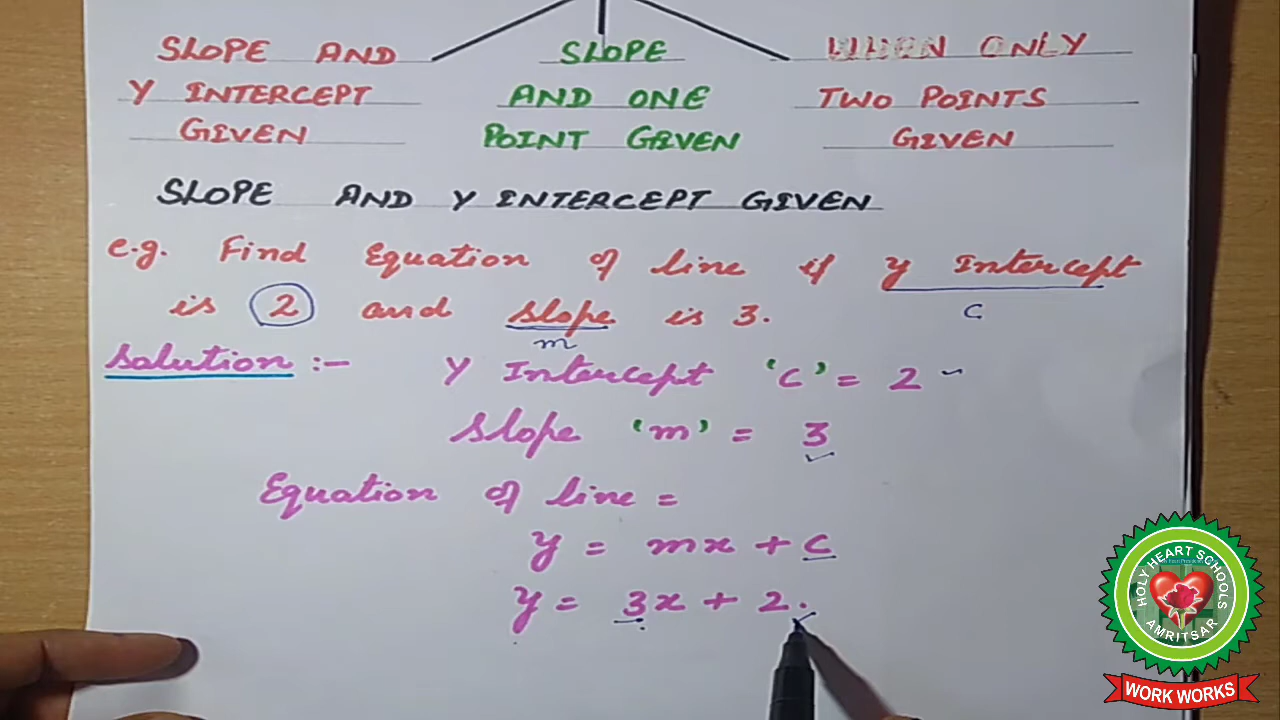 SLOPE AND
Y INTERCEPT
GIVEN
SLOPE
AND ONE
POINT GIVEN
WHEN ONLY
TWO POINTS
GIVEN
SLOPE AND Y INTERCEPT GIVEN
e.g. Find Equation of line if y Intercept
is 2 and slope is 3.
c
m
Solution :- Y Intercept 'c' = 2
Slope 'm' = 3
Equation of line =
y = mx + c
y = 3x + 2.
HOLY HEART SCHOOLS
AMRITSAR
WORK WORKS